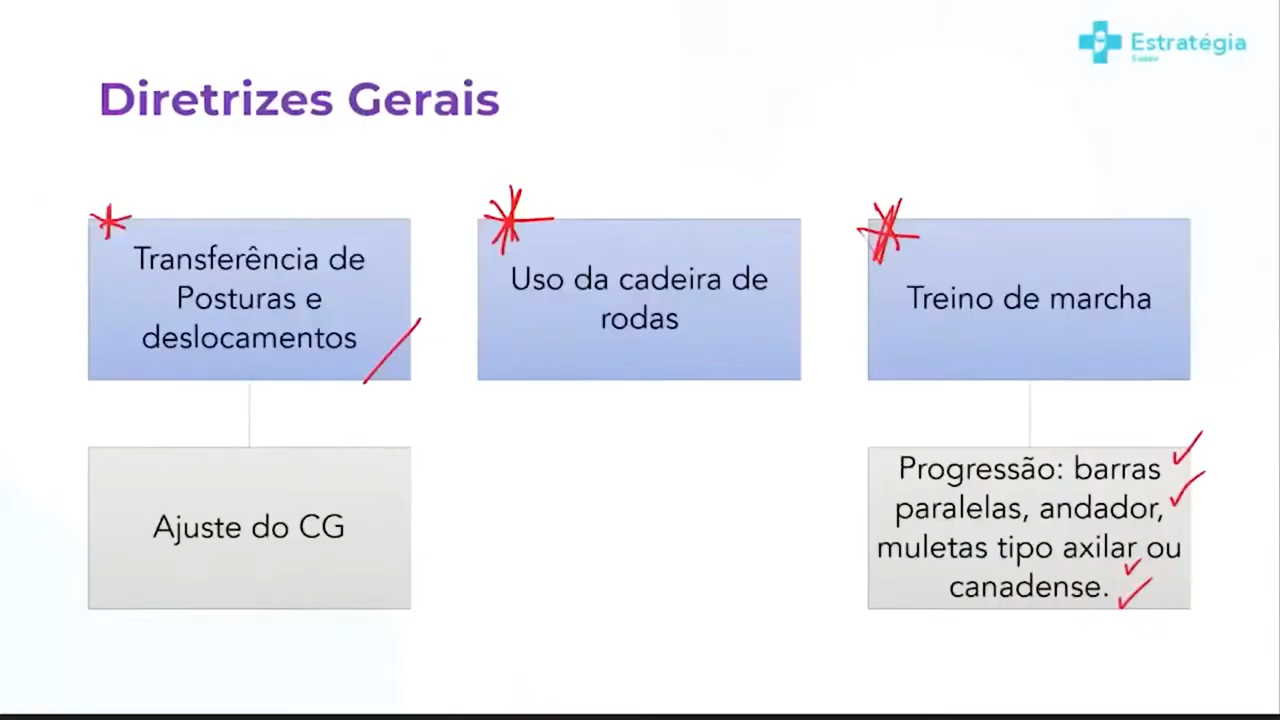 Estratégia
Saúde
Diretrizes Gerais
Transferência de
Posturas e
deslocamentos
Uso da cadeira de
rodas
Treino de marcha
Ajuste do CG
Progressão: barras
paralelas, andador,
muletas tipo axilar ou
canadense.